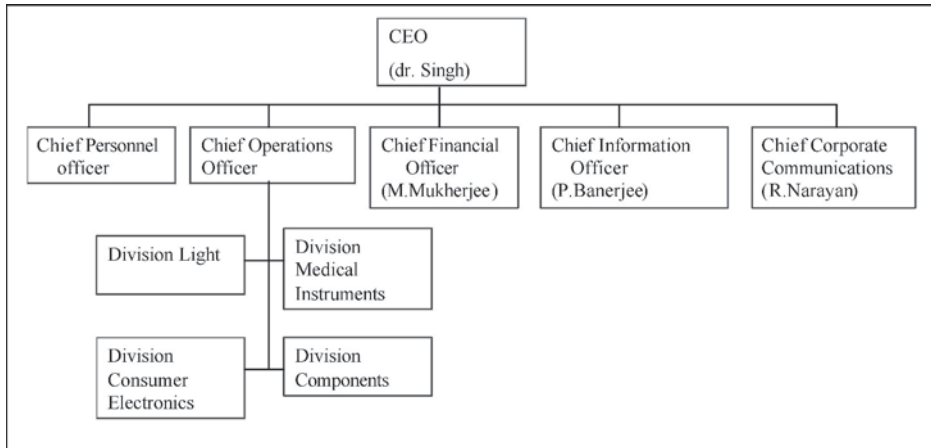 CEO
(dr. Singh)
Chief Personnel
officer
Chief Operations
Officer
Chief Financial
Officer
(M.Mukherjee)
Chief Information
Officer
(P.Banerjee)
Chief Corporate
Communications
(R.Narayan)
Division Light
Division
Medical
Instruments
Division
Consumer
Electronics
Division
Components